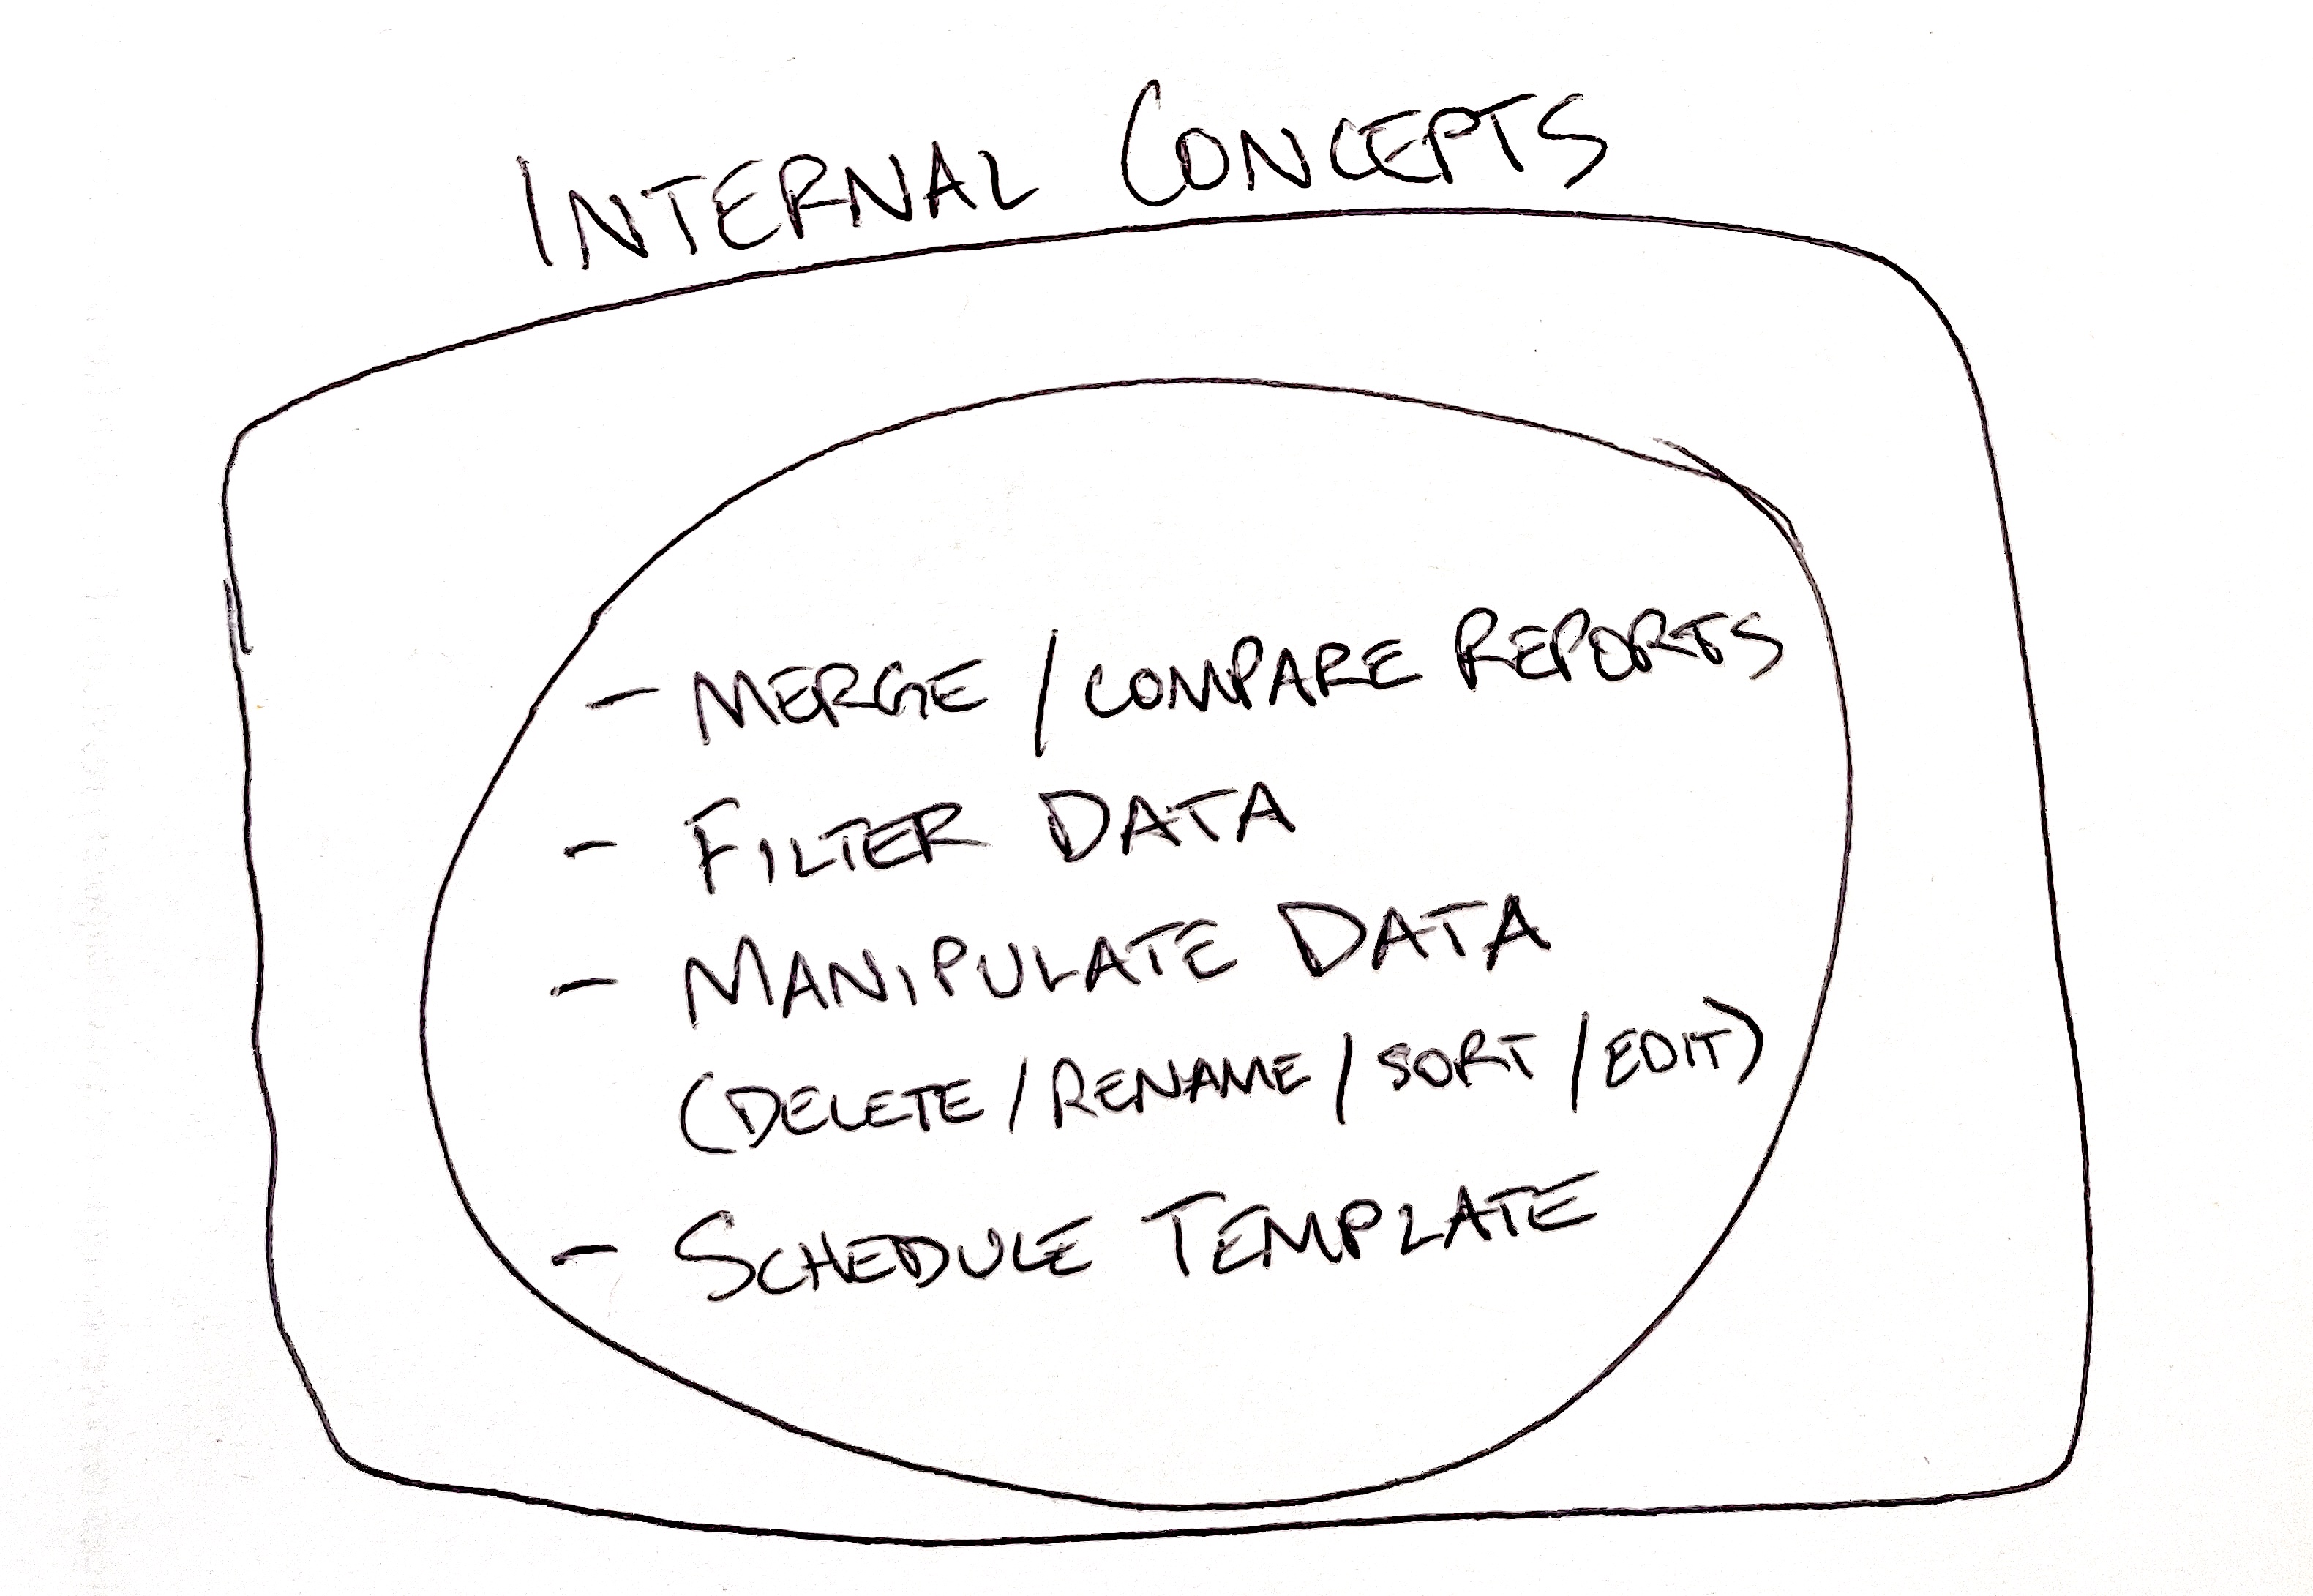 INTERNAL CONCEPTS
- MERGE / COMPARE REPORTS
- FILTER DATA
- MANIPULATE DATA
(DELETE / RENAME / SORT / EDIT)
- SCHEDULE TEMPLATE